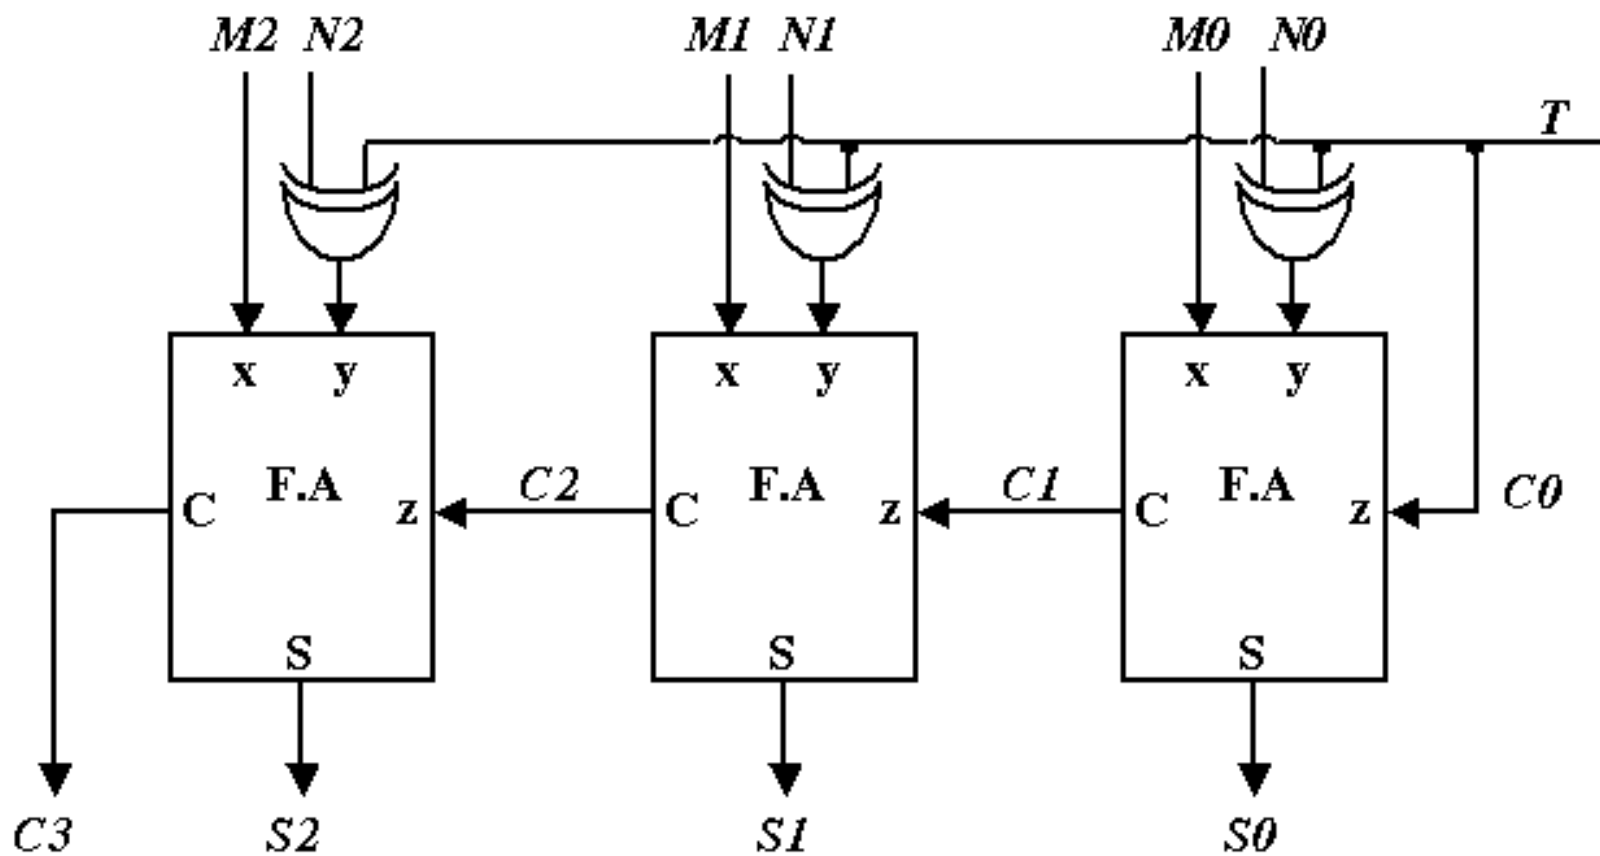 M2 N2 M1 N1 M0 N0
T
x y x y x y
F.A C2 F.A C1 F.A C0
C z C z C z
S S S
C3 S2 S1 S0